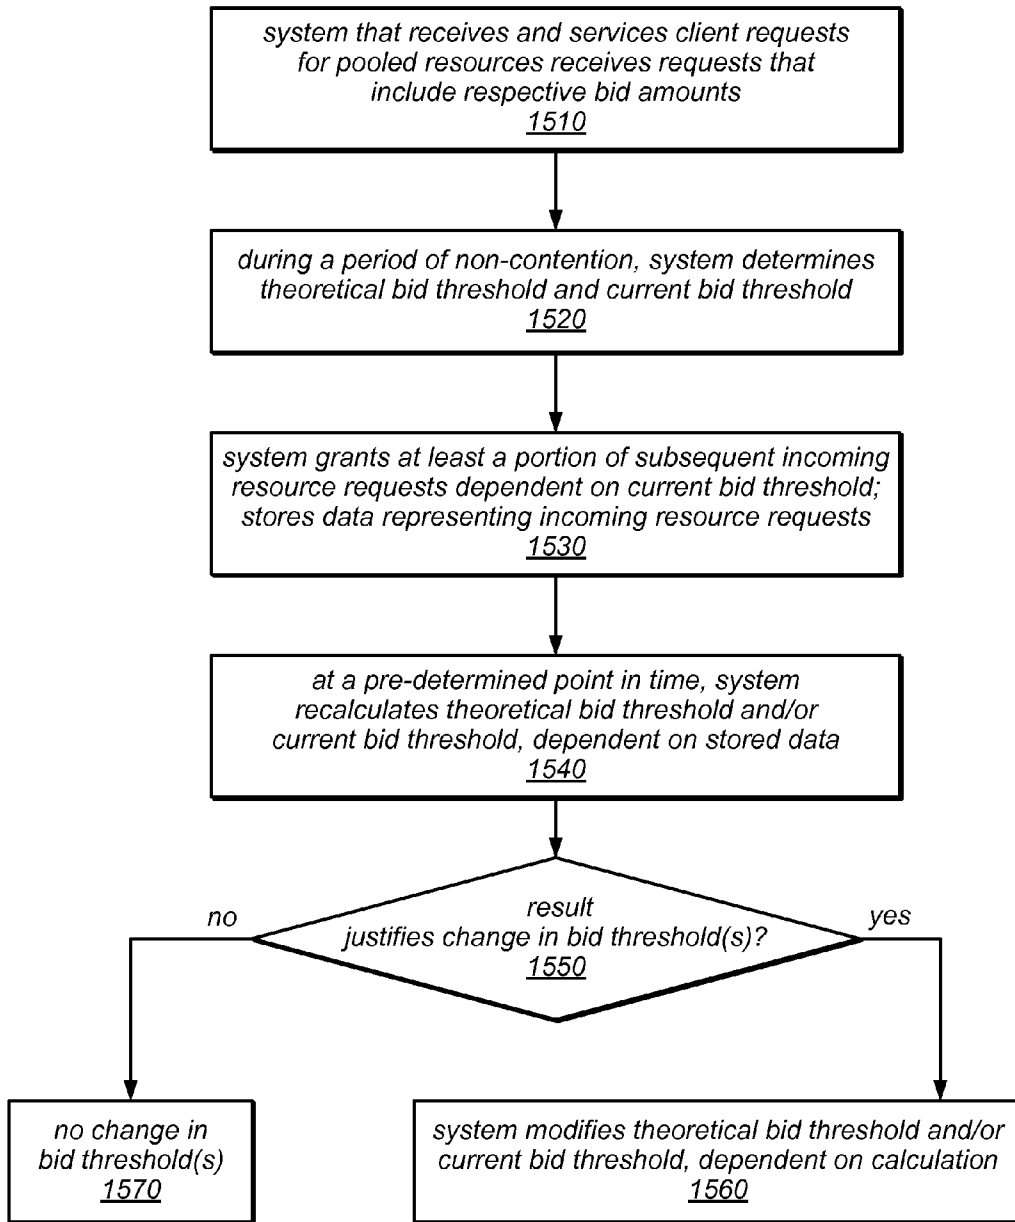 system that receives and services client requests
for pooled resources receives requests that
include respective bid amounts
1510
during a period of non-contention, system determines
theoretical bid threshold and current bid threshold
1520
system grants at least a portion of subsequent incoming
resource requests dependent on current bid threshold;
stores data representing incoming resource requests
1530
at a pre-determined point in time, system
recalculates theoretical bid threshold and/or
current bid threshold, dependent on stored data
1540
result
justifies change in bid threshold(s)?
1550
no
yes
no change in
bid threshold(s)
1570
system modifies theoretical bid threshold and/or
current bid threshold, dependent on calculation
1560